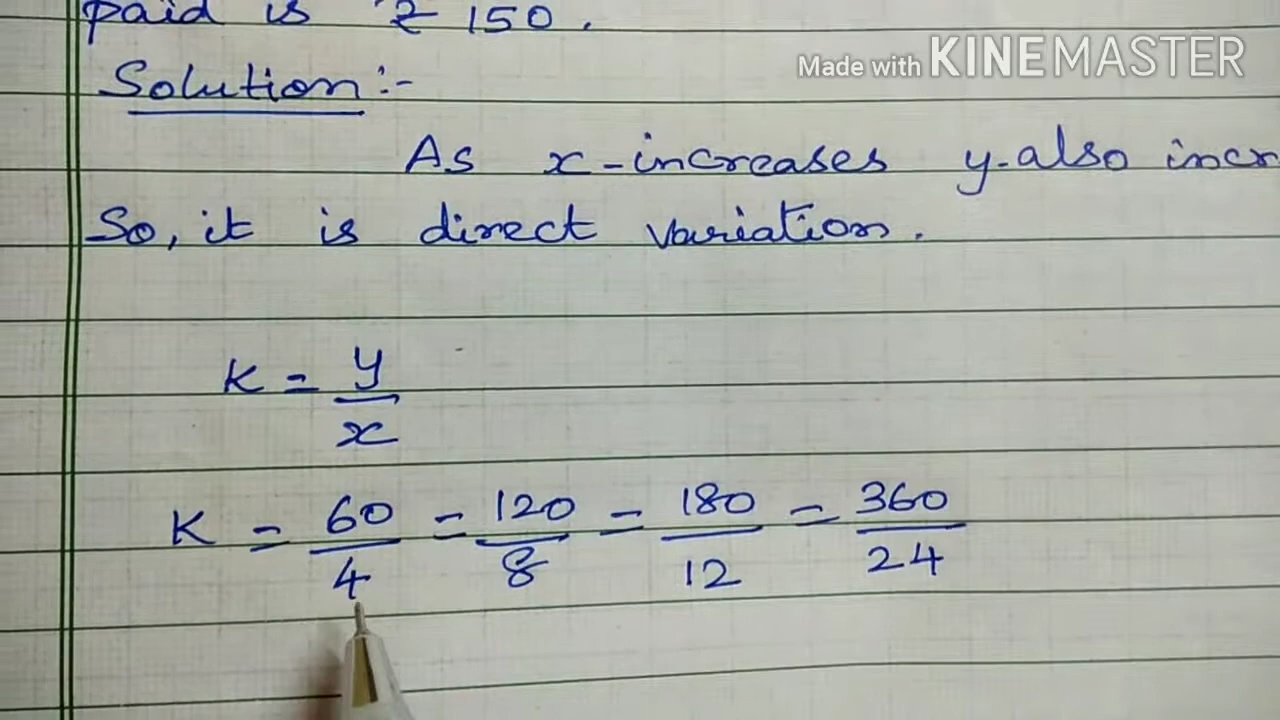 paid is ₹ 150.
Made with KINEMASTER
Solution:-
As x-increases y-also incr
So, it is direct variation.
K = y/x
K = 60/4 = 120/8 = 180/12 = 360/24